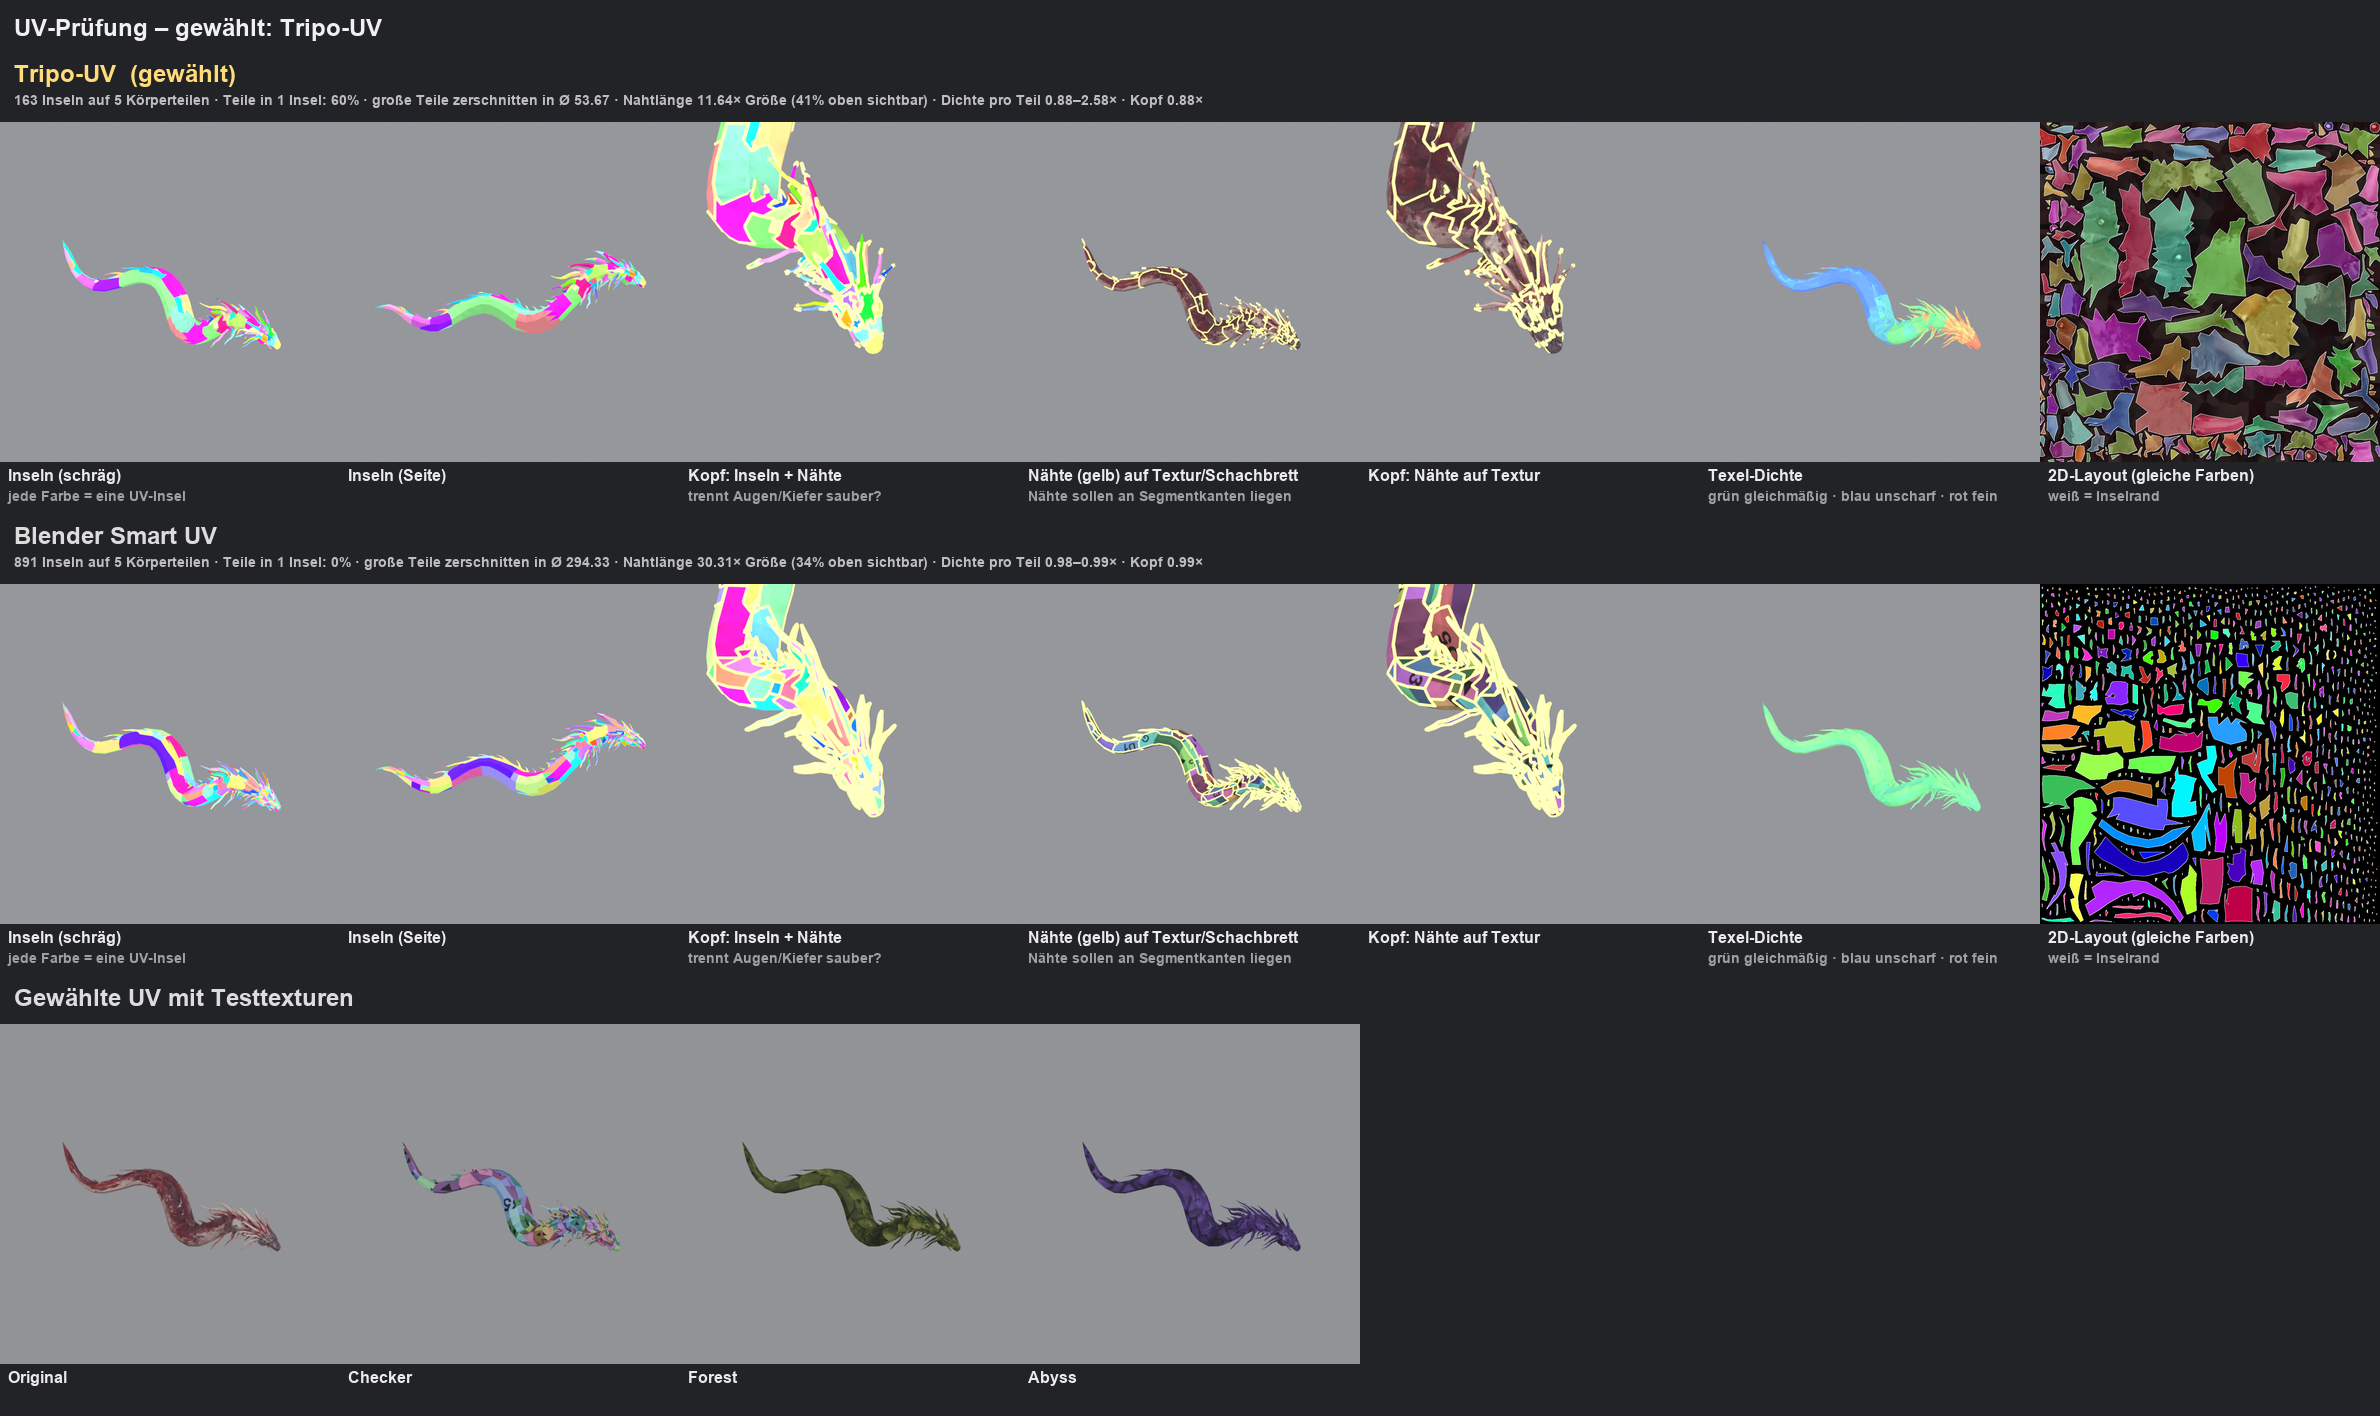 UV-Prüfung – gewählt: Tripo-UV
Tripo-UV (gewählt)
163 Inseln auf 5 Körperteilen · Teile in 1 Insel: 60% · große Teile zerschnitten in Ø 53.67 · Nahtlänge 11.64× Größe (41% oben sichtbar) · Dichte pro Teil 0.88–2.58× · Kopf 0.88×
Inseln (schräg)
jede Farbe = eine UV-Insel
Inseln (Seite)
Kopf: Inseln + Nähte
trennt Augen/Kiefer sauber?
Nähte (gelb) auf Textur/Schachbrett
Nähte sollen an Segmentkanten liegen
Kopf: Nähte auf Textur
Texel-Dichte
grün gleichmäßig · blau unscharf · rot fein
2D-Layout (gleiche Farben)
weiß = Inselrand
Blender Smart UV
891 Inseln auf 5 Körperteilen · Teile in 1 Insel: 0% · große Teile zerschnitten in Ø 294.33 · Nahtlänge 30.31× Größe (34% oben sichtbar) · Dichte pro Teil 0.98–0.99× · Kopf 0.99×
Inseln (schräg)
jede Farbe = eine UV-Insel
Inseln (Seite)
Kopf: Inseln + Nähte
trennt Augen/Kiefer sauber?
Nähte (gelb) auf Textur/Schachbrett
Nähte sollen an Segmentkanten liegen
Kopf: Nähte auf Textur
Texel-Dichte
grün gleichmäßig · blau unscharf · rot fein
2D-Layout (gleiche Farben)
weiß = Inselrand
Gewählte UV mit Testtexturen
Original
Checker
Forest
Abyss